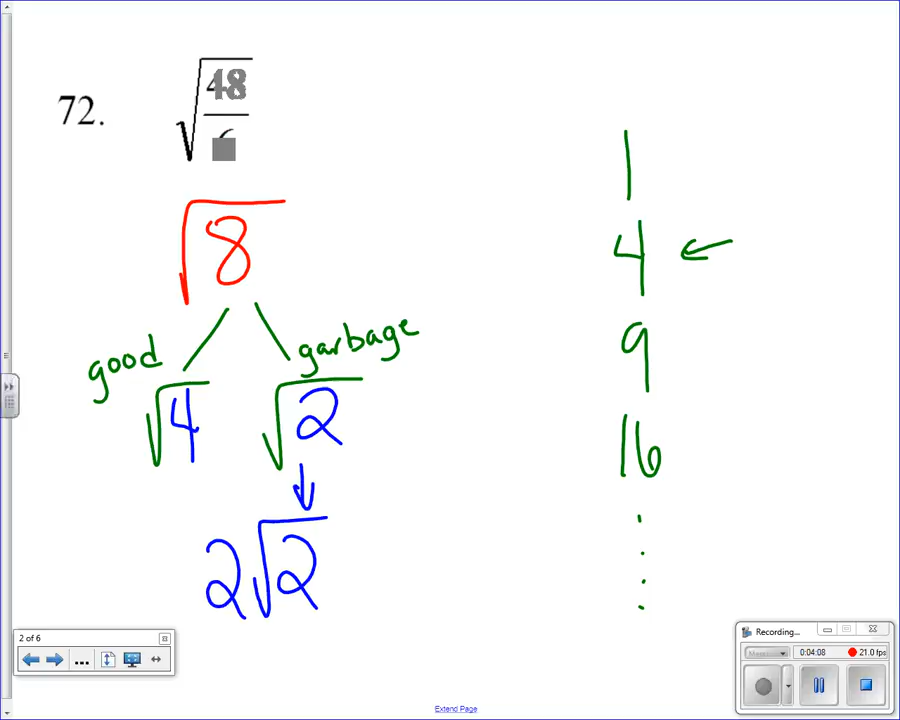 72. √48/6
√8
good garbage
√4 √2
2√2
1
4 ←
9
16
2 of 6
...
Recording...
0:04:08 21.0 fps
Extend Page